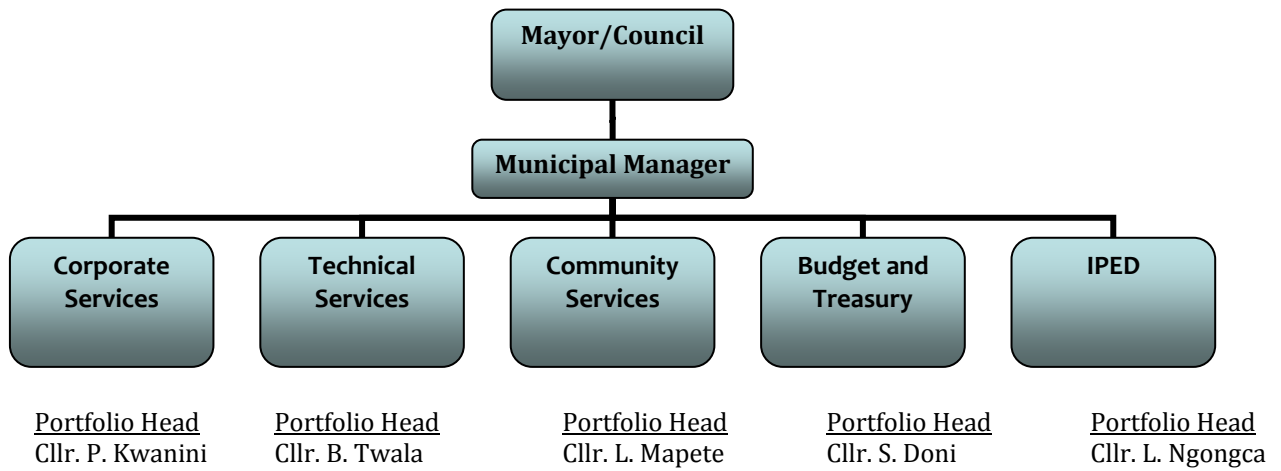 Mayor/Council
Municipal Manager
Corporate
Services
Technical
Services
Community
Services
Budget and
Treasury
IPED
Portfolio Head
Cllr. P. Kwanini
Portfolio Head
Cllr. B. Twala
Portfolio Head
Cllr. L. Mapete
Portfolio Head
Cllr. S. Doni
Portfolio Head
Cllr. L. Ngongca